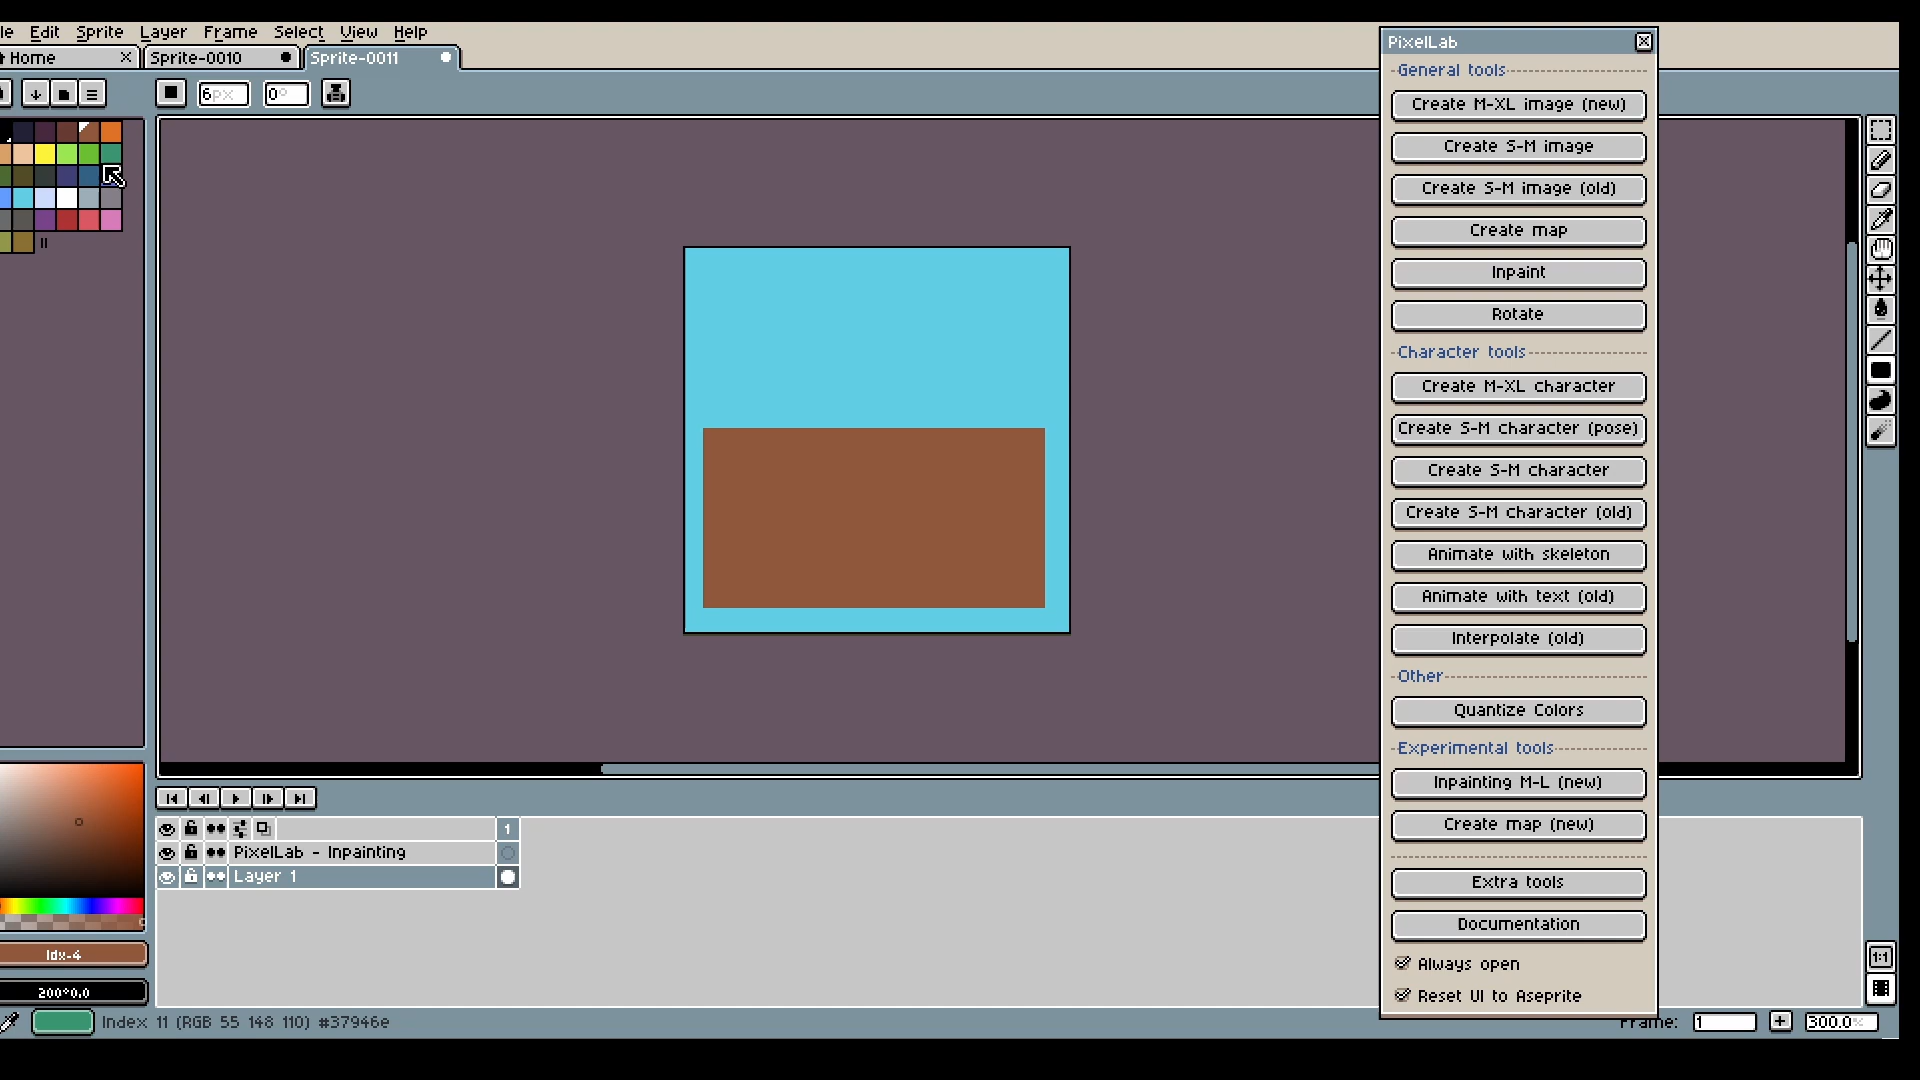 le Edit Sprite Layer Frame Select View Help
Home
Sprite-0010
Sprite-0011
6px
0°
PixelLab
General tools
Create M-XL image (new)
Create S-M image
Create S-M image (old)
Create map
Inpaint
Rotate
Character tools
Create M-XL character
Create S-M character (pose)
Create S-M character
Create S-M character (old)
Animate with skeleton
Animate with text (old)
Interpolate (old)
Other
Quantize Colors
Experimental tools
Inpainting M-L (new)
Create map (new)
Extra tools
Documentation
Always open
Reset UI to Aseprite
1
PixelLab - Inpainting
Layer 1
Idx-4
200°0,0
1:1
Index 11 (RGB 55 148 110) #37946e
Frame: 1 + 300.0%